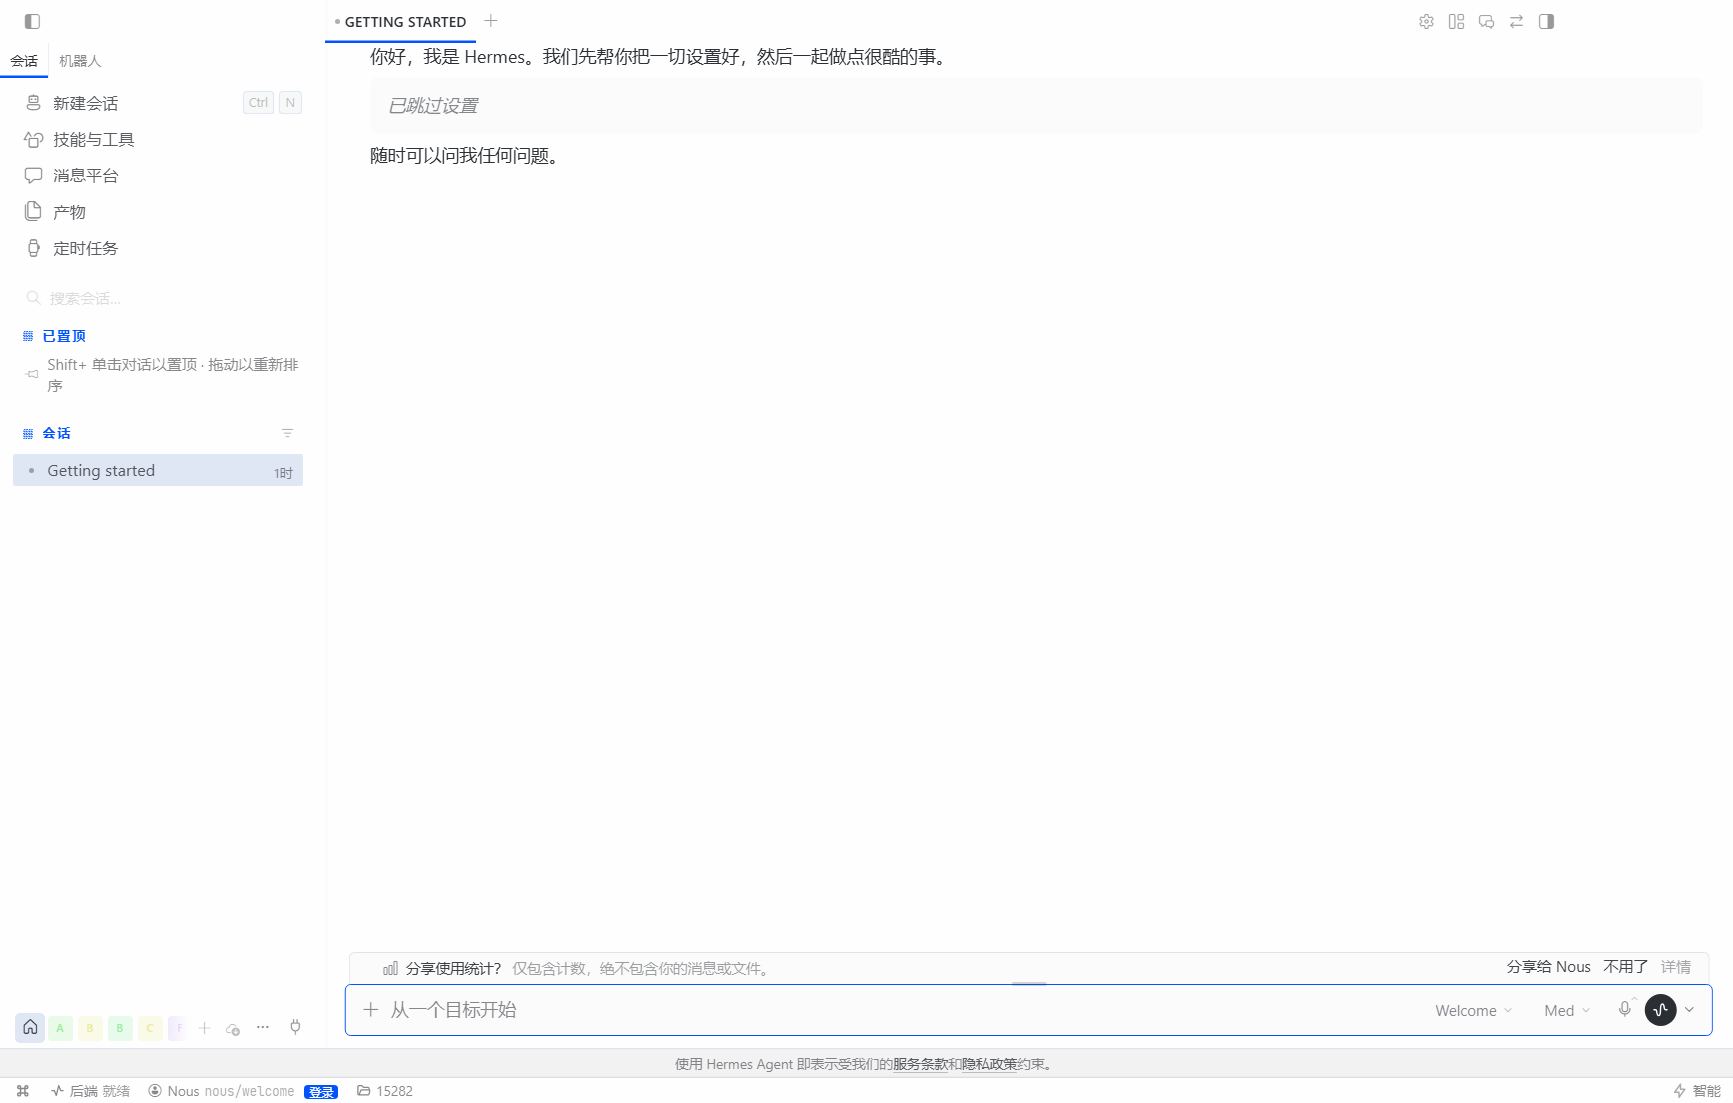 GETTING STARTED
会话
机器人
新建会话
Ctrl
N
技能与工具
消息平台
产物
定时任务
搜索会话...
已置顶
Shift+ 单击对话以置顶 · 拖动以重新排
序
会话
Getting started
1时
你好，我是 Hermes。我们先帮你把一切设置好，然后一起做点很酷的事。
已跳过设置
随时可以问我任何问题。
分享使用统计？ 仅包含计数，绝不包含你的消息或文件。
分享给 Nous 不用了 详情
从一个目标开始
Welcome
Med
A
B
B
C
F
使用 Hermes Agent 即表示受我们的服务条款和隐私政策约束。
后端 就绪
Nous nous/welcome
登录
15282
智能